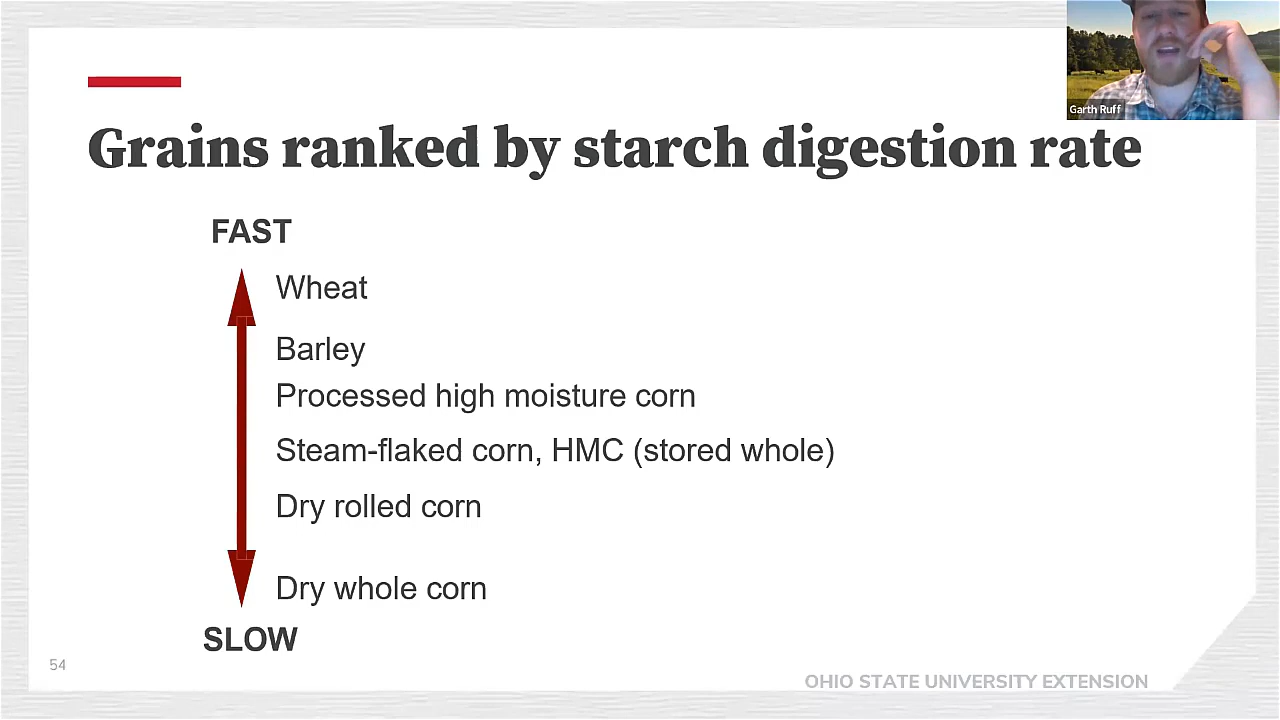 Garth Ruff
Grains ranked by starch digestion rate
FAST
Wheat
Barley
Processed high moisture corn
Steam-flaked corn, HMC (stored whole)
Dry rolled corn
Dry whole corn
SLOW
54
OHIO STATE UNIVERSITY EXTENSION